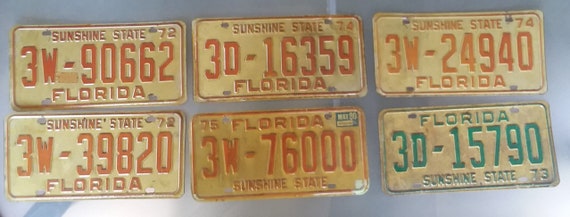 SUNSHINE STATE 72
3W-90662
FLORIDA
SUNSHINE STATE 74
3D-16359
FLORIDA
SUNSHINE STATE 74
3W-24940
FLORIDA
SUNSHINE STATE 72
3W-39820
FLORIDA
75 FLORIDA
3W-76000
SUNSHINE STATE
FLORIDA
3D-15790
SUNSHINE STATE 73